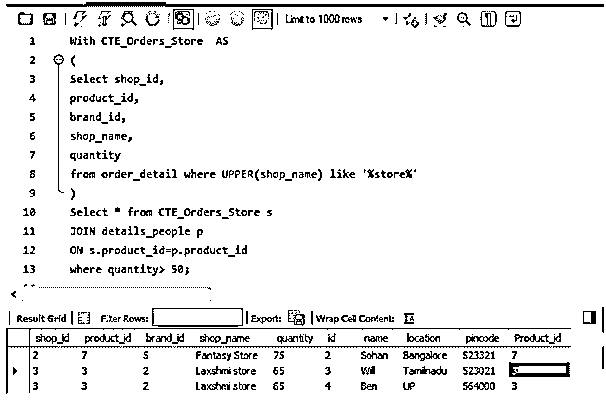 Limit to 1000 rows
1 With CTE_Orders_Store AS
2 (
3 Select shop_id,
4 product_id,
5 brand_id,
6 shop_name,
7 quantity
8 from order_detail where UPPER(shop_name) like '%store%'
9 )
10 Select * from CTE_Orders_Store s
11 JOIN details_people p
12 ON s.product_id=p.product_id
13 where quantity> 50;
Result Grid Filter Rows: Export: Wrap Cell Content: IA
shop_id product_id brand_id shop_name quantity id name location pincode Product_id
2 7 5 Fantasy Store 75 2 Sohan Bangalore 523321 7
3 3 2 Laxshmi store 65 3 Will Tamilnadu 523021 3
3 3 2 Laxshmi store 65 4 Ben UP 564000 3